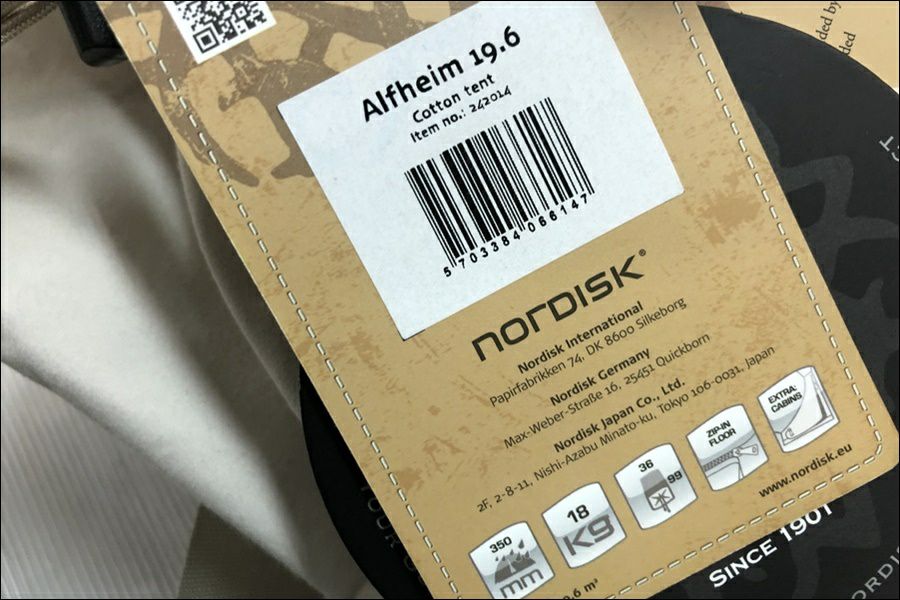 Alfheim 19.6
Cotton tent
Item no.: 242014
5 703384 066147
nordisk®
Nordisk International
Papirfabrikken 74, DK 8600 Silkeborg
Nordisk Germany
Max-Weber-Straße 16, 25451 Quickborn
Nordisk Japan Co., Ltd.
2F, 2-8-11, Nishi-Azabu Minato-ku, Tokyo 106-0031, Japan
350
mm
18
KG
36
99
ZIP-IN
FLOOR
EXTRA:
CABINS
www.nordisk.eu
SINCE 1901